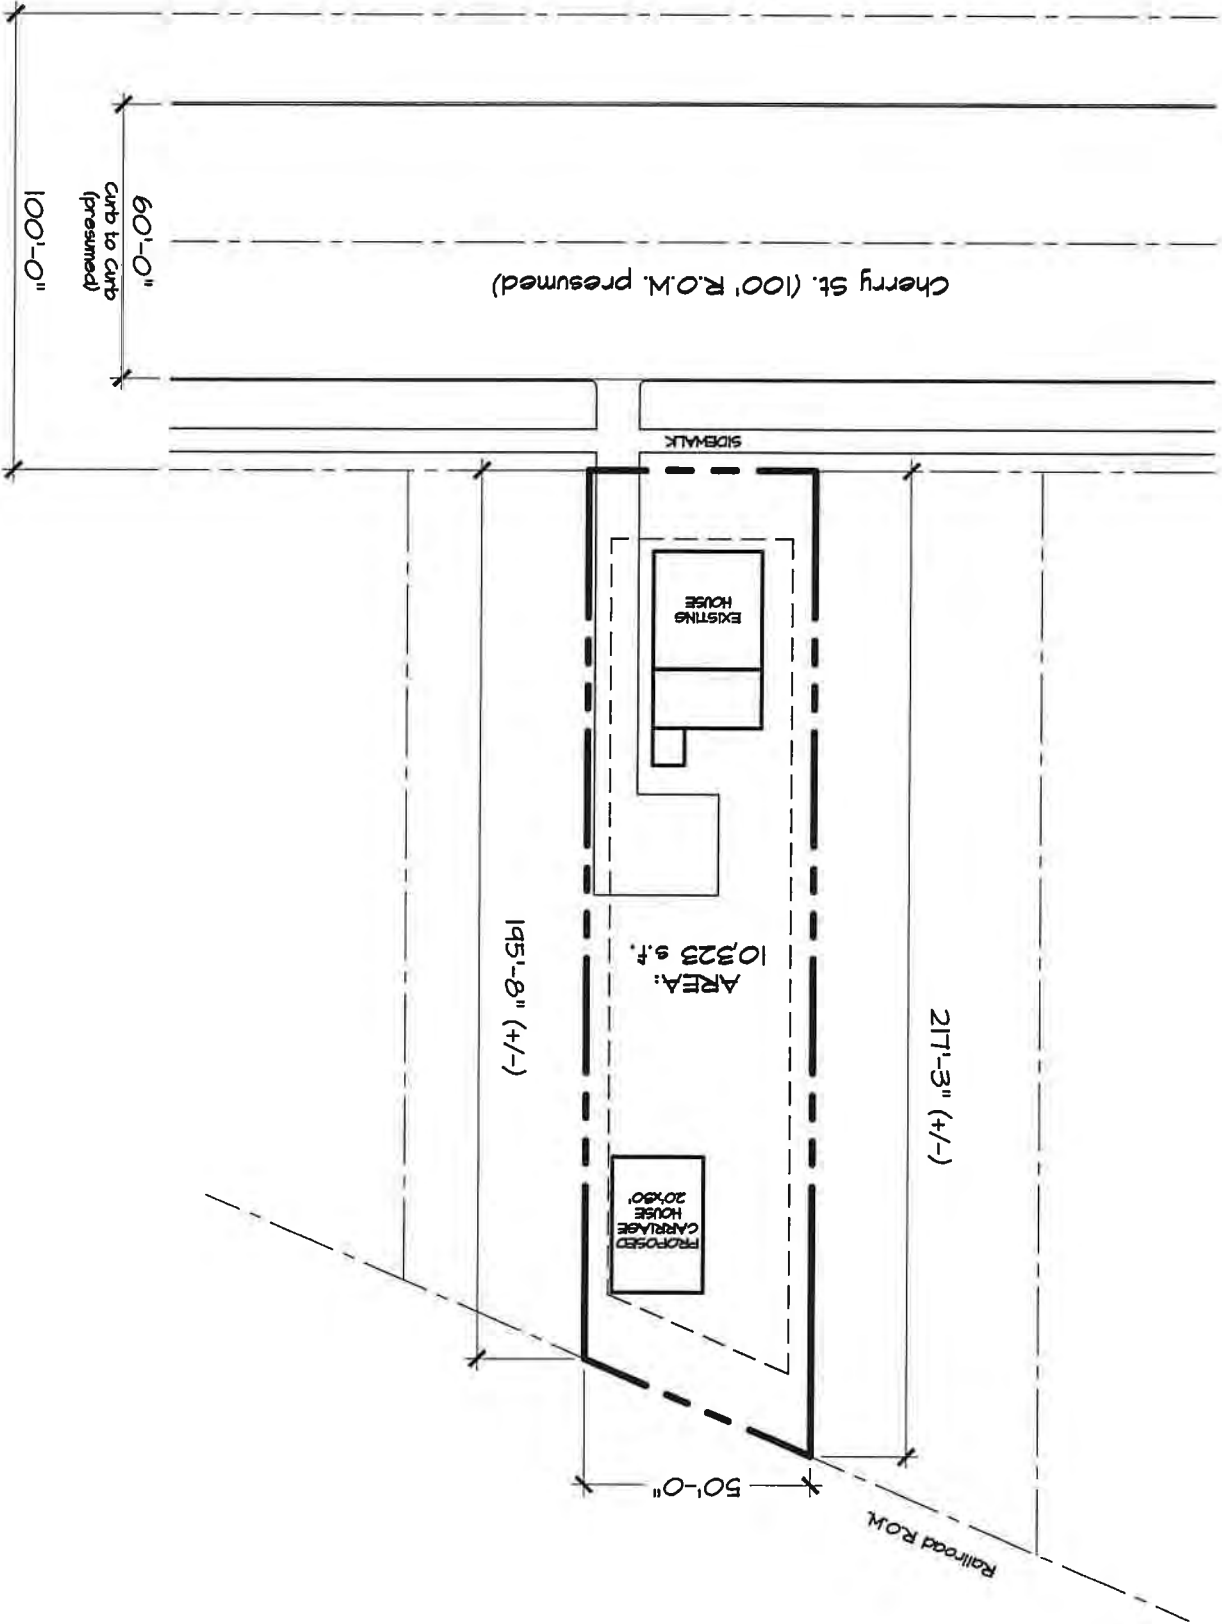 Railroad R.O.W.
50'-0"
217'-3" (+/-)
195'-8" (+/-)
PROPOSED
CARRIAGE
HOUSE
20'x30'
AREA:
10,323 s.f.
EXISTING
HOUSE
SIDEWALK
Cherry St. (100' R.O.W. presumed)
60'-0"
curb to curb
(presumed)
100'-0"